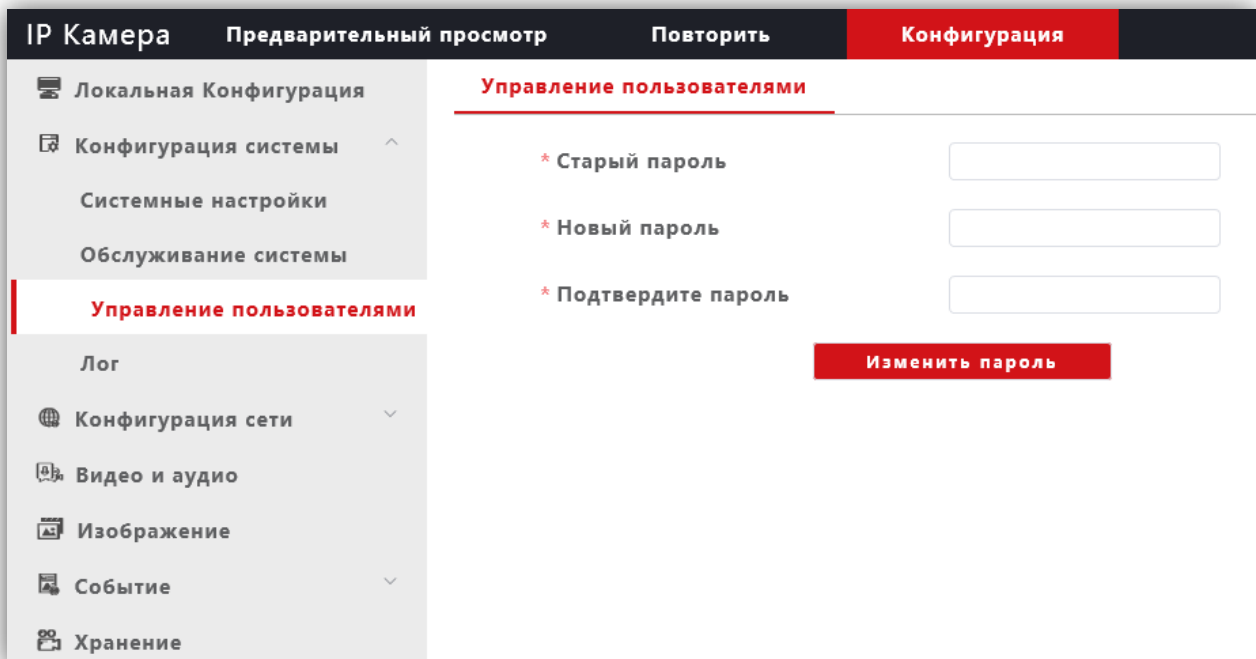 IP Камера Предварительный просмотр Повторить Конфигурация
Локальная Конфигурация
Конфигурация системы
Системные настройки
Обслуживание системы
Управление пользователями
Лог
Конфигурация сети
Видео и аудио
Изображение
Событие
Хранение
Управление пользователями
* Старый пароль
* Новый пароль
* Подтвердите пароль
Изменить пароль